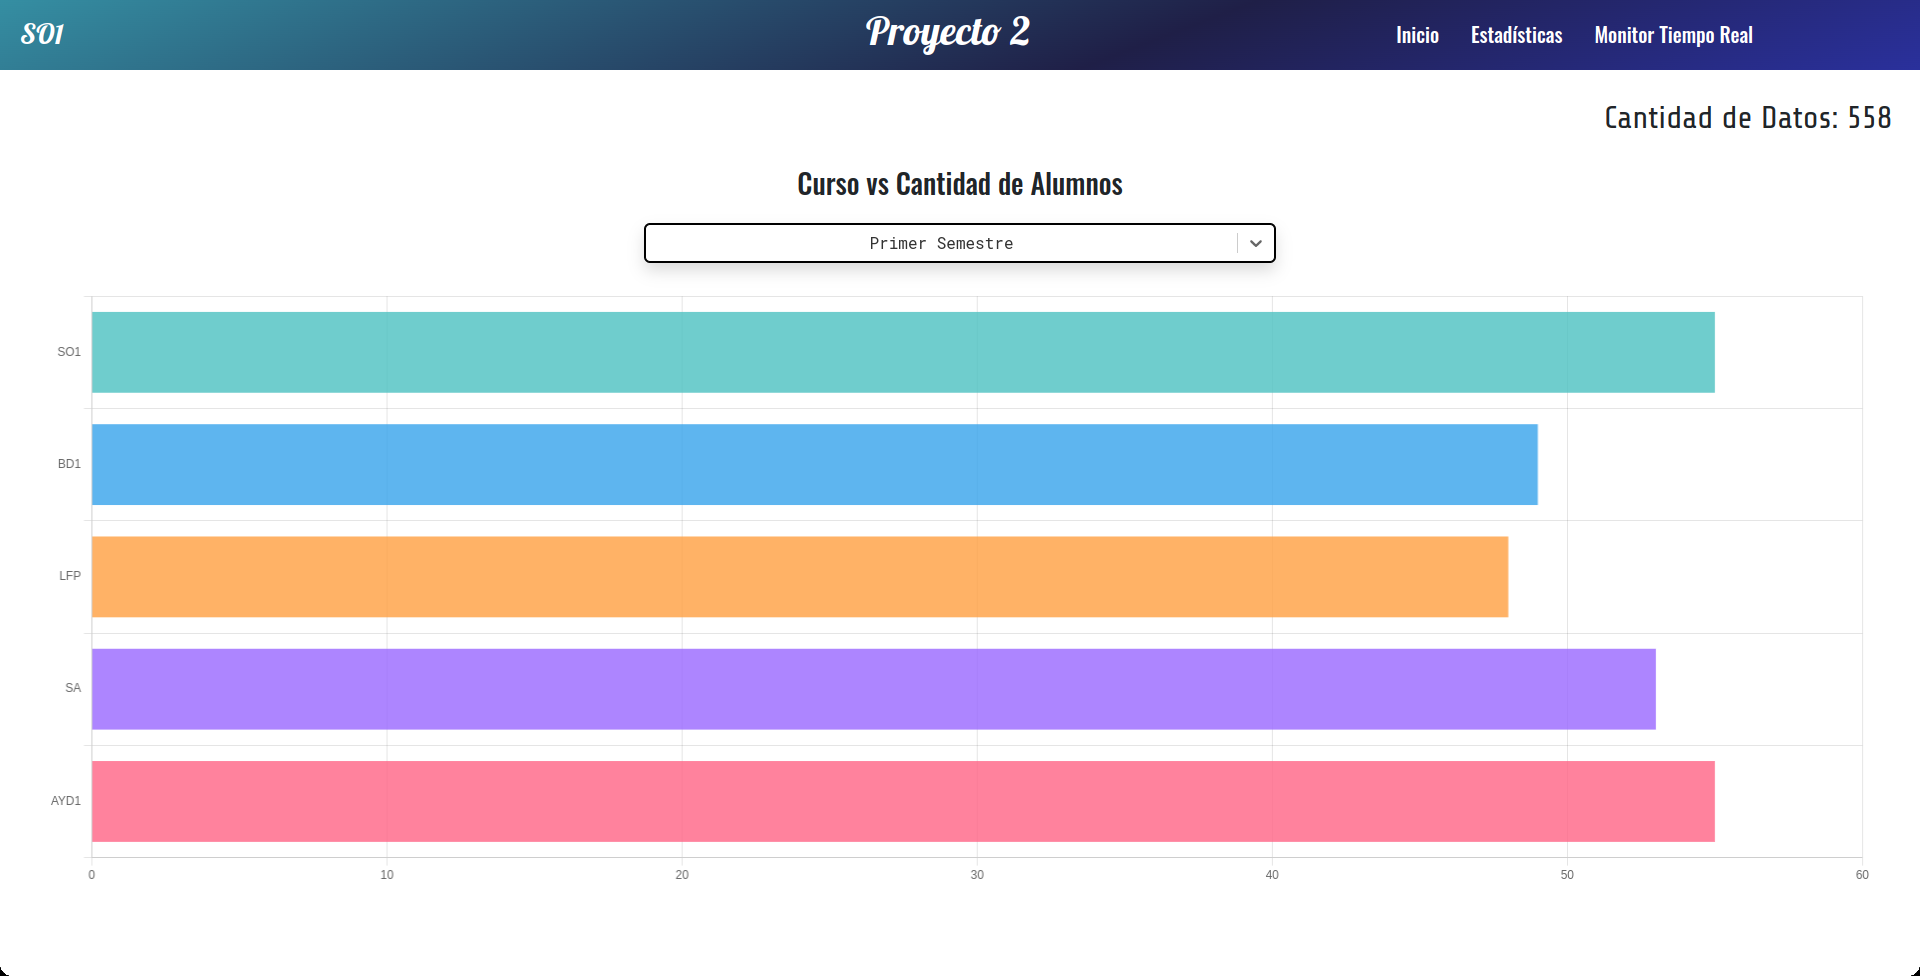 SO1
Proyecto 2
Inicio Estadísticas Monitor Tiempo Real
Cantidad de Datos: 558
Curso vs Cantidad de Alumnos
Primer Semestre
SO1
BD1
LFP
SA
AYD1
0 10 20 30 40 50 60